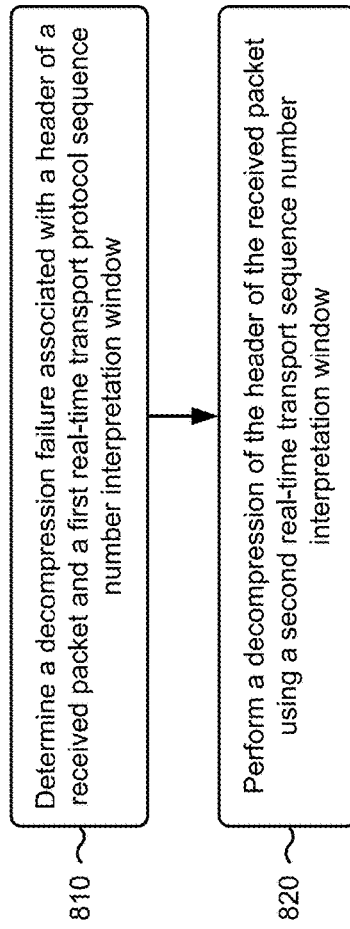 810
Determine a decompression failure associated with a header of a
received packet and a first real-time transport protocol sequence
number interpretation window
820
Perform a decompression of the header of the received packet
using a second real-time transport sequence number
interpretation window